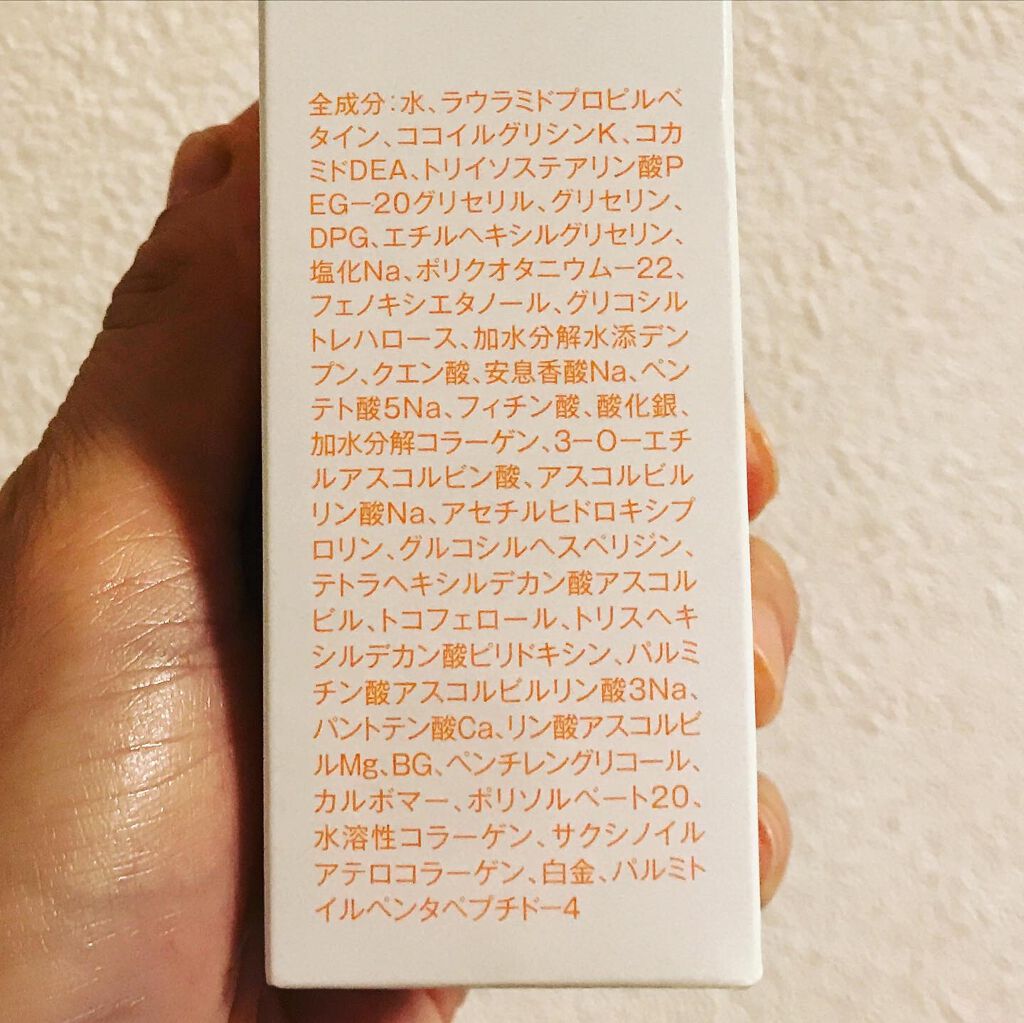 全成分:水、ラウラミドプロピルベ
タイン、ココイルグリシンK、コカ
ミドDEA、トリイソステアリン酸P
EG－20グリセリル、グリセリン、
DPG、エチルヘキシルグリセリン、
塩化Na、ポリクオタニウム－22、
フェノキシエタノール、グリコシル
トレハロース、加水分解水添デン
プン、クエン酸、安息香酸Na、ペン
テト酸5Na、フィチン酸、酸化銀、
加水分解コラーゲン、3－O－エチ
ルアスコルビン酸、アスコルビル
リン酸Na、アセチルヒドロキシプ
ロリン、グルコシルヘスペリジン、
テトラヘキシルデカン酸アスコル
ビル、トコフェロール、トリスヘキ
シルデカン酸ピリドキシン、パルミ
チン酸アスコルビルリン酸3Na、
パントテン酸Ca、リン酸アスコルビ
ルMg、BG、ペンチレングリコール、
カルボマー、ポリソルベート20、
水溶性コラーゲン、サクシノイル
アテロコラーゲン、白金、パルミト
イルペンタペプチド－4